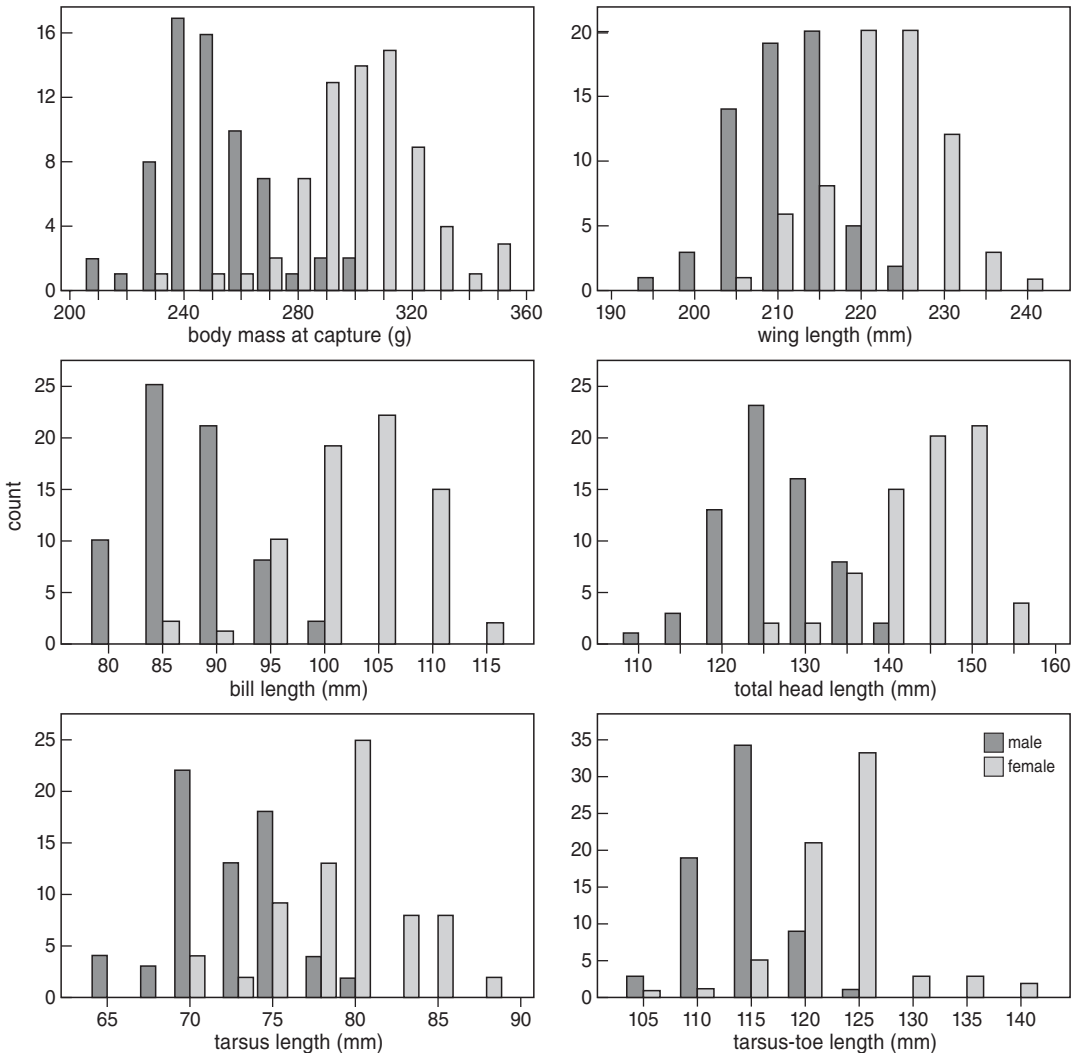 16
12
8
4
0
200 240 280 320 360
body mass at capture (g)
20
15
10
5
0
190 200 210 220 230 240
wing length (mm)
count
25
20
15
10
5
0
80 85 90 95 100 105 110 115
bill length (mm)
25
20
15
10
5
0
110 120 130 140 150 160
total head length (mm)
25
20
15
10
5
0
65 70 75 80 85 90
tarsus length (mm)
35
30
25
20
15
10
5
0
male
female
105 110 115 120 125 130 135 140
tarsus-toe length (mm)